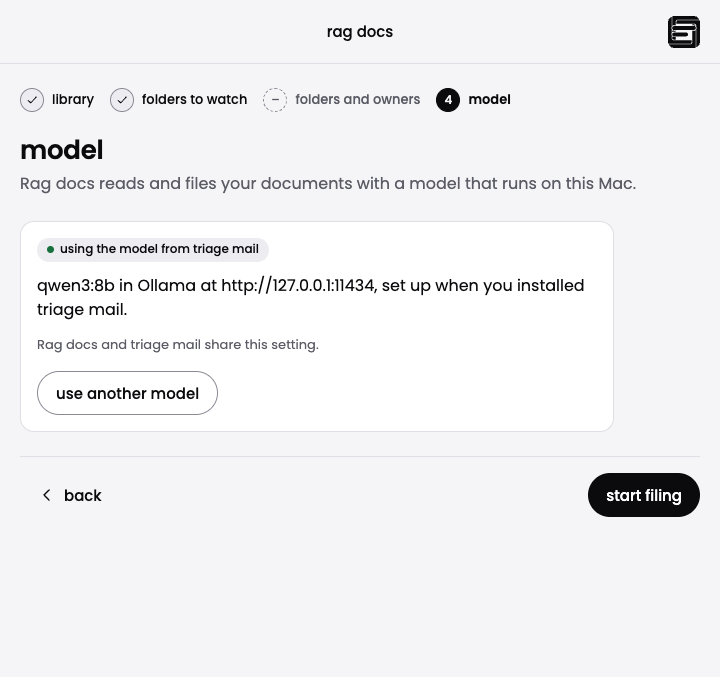 rag docs
library
folders to watch
– folders and owners
4 model
model
Rag docs reads and files your documents with a model that runs on this Mac.
using the model from triage mail
qwen3:8b in Ollama at http://127.0.0.1:11434, set up when you installed
triage mail.
Rag docs and triage mail share this setting.
use another model
back
start filing